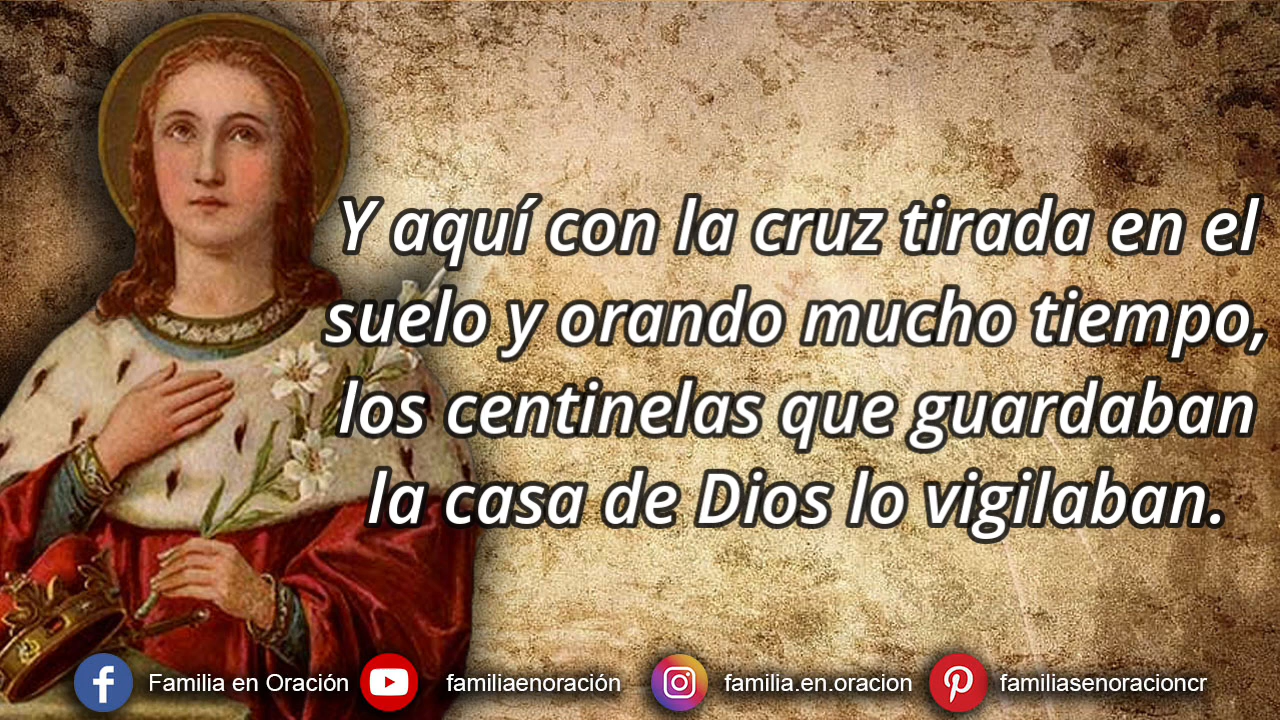 Y aquí con la cruz tirada en el
suelo y orando mucho tiempo,
los centinelas que guardaban
la casa de Dios lo vigilaban.
Familia en Oración
familiaenoración
familia.en.oracion
familiasenoracioncr